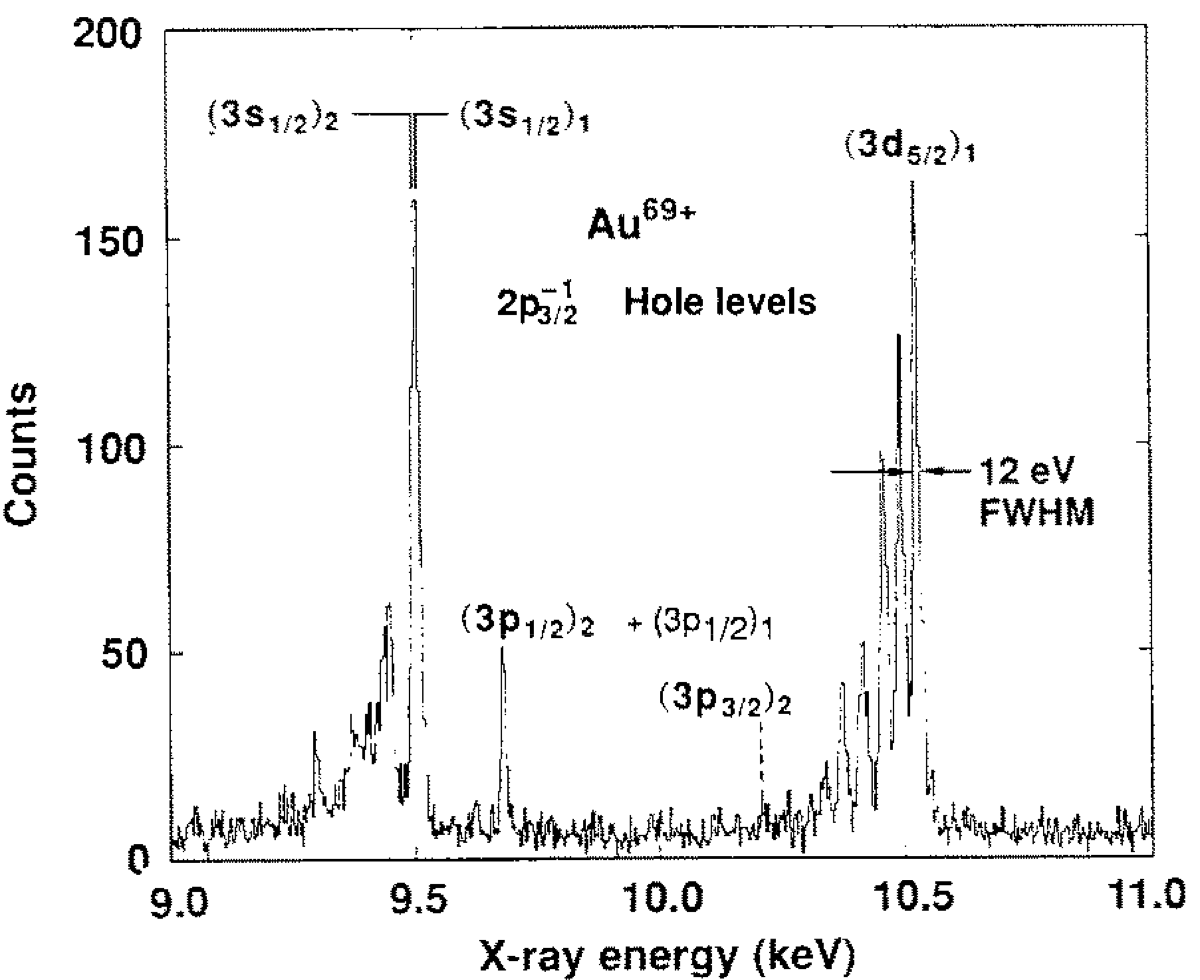 200
(3s1/2)2 (3s1/2)1
(3d5/2)1
Au69+
150
2p-13/2 Hole levels
Counts
100
12 eV
FWHM
(3p1/2)2 + (3p1/2)1
50
(3p3/2)2
0
9.0 9.5 10.0 10.5 11.0
X-ray energy (keV)